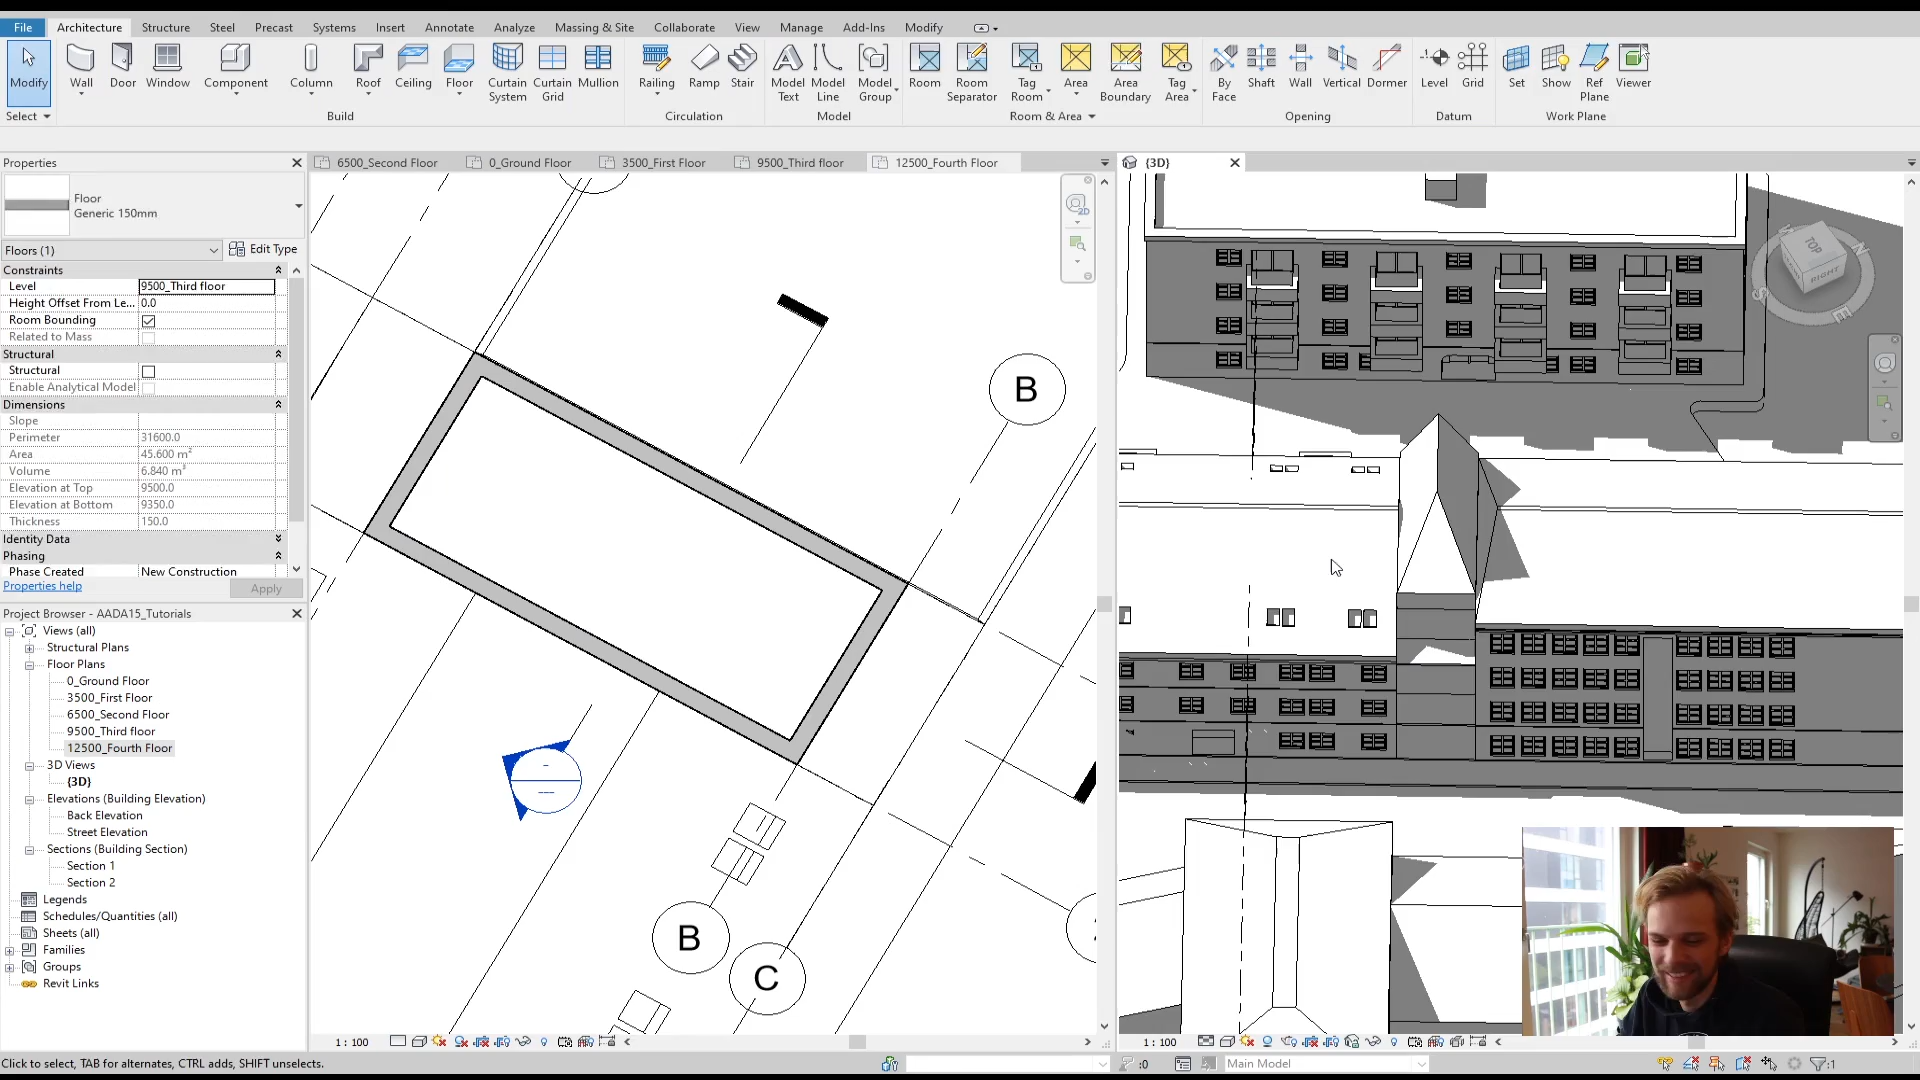 File Architecture Structure Steel Precast Systems Insert Annotate Analyze Massing & Site Collaborate View Manage Add-Ins Modify
Modify Wall Door Window Component Column Roof Ceiling Floor Curtain System Curtain Grid Mullion Railing Ramp Stair Model Text Model Line Model Group Room Room Separator Tag Room Area Area Boundary Tag Area By Face Shaft Wall Vertical Dormer Level Grid Set Show Ref Plane Viewer
Select Build Circulation Model Room & Area Opening Datum Work Plane
Properties
Floor
Generic 150mm
Floors (1) Edit Type
Constraints
Level 9500_Third floor
Height Offset From Le... 0.0
Room Bounding
Related to Mass
Structural
Structural
Enable Analytical Model
Dimensions
Slope
Perimeter 31600.0
Area 45.600 m²
Volume 6.840 m³
Elevation at Top 9500.0
Elevation at Bottom 9350.0
Thickness 150.0
Identity Data
Phasing
Phase Created New Construction
Properties help Apply
Project Browser - AADA15_Tutorials
Views (all)
Structural Plans
Floor Plans
0_Ground Floor
3500_First Floor
6500_Second Floor
9500_Third floor
12500_Fourth Floor
3D Views
{3D}
Elevations (Building Elevation)
Back Elevation
Street Elevation
Sections (Building Section)
Section 1
Section 2
Legends
Schedules/Quantities (all)
Sheets (all)
Families
Groups
Revit Links
6500_Second Floor 0_Ground Floor 3500_First Floor 9500_Third floor 12500_Fourth Floor
2D
B
B
C
1 : 100
{3D}
TOP
RIGHT
N
S
E
1 : 100
Click to select, TAB for alternates, CTRL adds, SHIFT unselects.
:0 Main Model :1